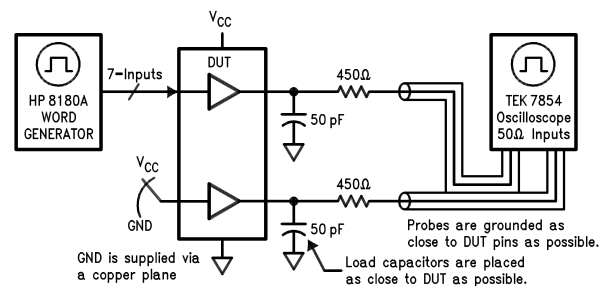 VCC
DUT
7-Inputs
HP 8180A
WORD
GENERATOR
450Ω
50 pF
TEK 7854
Oscilloscope
50Ω Inputs
VCC
GND
450Ω
50 pF
Probes are grounded as
close to DUT pins as possible.
GND is supplied via
a copper plane
Load capacitors are placed
as close to DUT as possible.